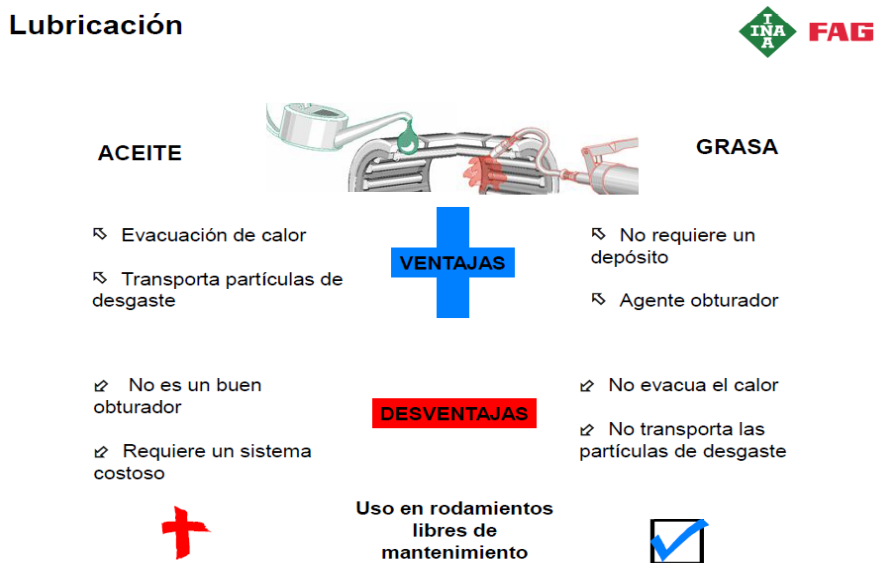 Lubricación
I
INA
A
FAG
ACEITE
GRASA
Evacuación de calor
Transporta partículas de
desgaste
VENTAJAS
No requiere un
depósito
Agente obturador
No es un buen
obturador
Requiere un sistema
costoso
DESVENTAJAS
No evacua el calor
No transporta las
partículas de desgaste
Uso en rodamientos
libres de
mantenimiento